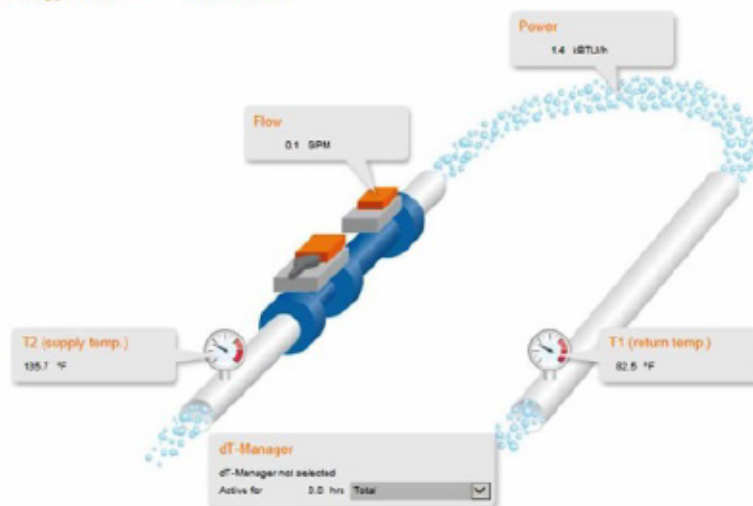 Power
1.4 kBTU/h
Flow
0.1 GPM
T2 (supply temp.)
135.7 °F
T1 (return temp.)
82.5 °F
dT-Manager
dT-Manager not selected
Active for 0.0 hrs Total